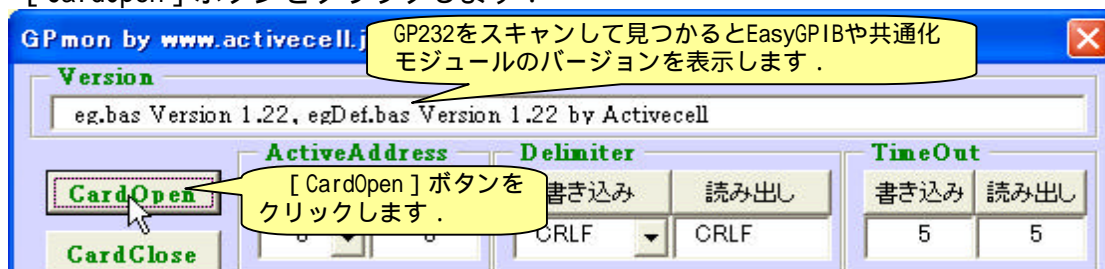 [CardOpen]ボタンをクリックします.
GPmon by www.activecell.j
GP232をスキャンして見つかるとEasyGPIBや共通化
モジュールのバージョンを表示します.
Version
eg.bas Version 1.22, egDef.bas Version 1.22 by Activecell
ActiveAddress
Delimiter
TimeOut
CardOpen
[CardOpen]ボタンを
クリックします.
書き込み
読み出し
書き込み
読み出し
CRLF
CRLF
5
5
CardClose